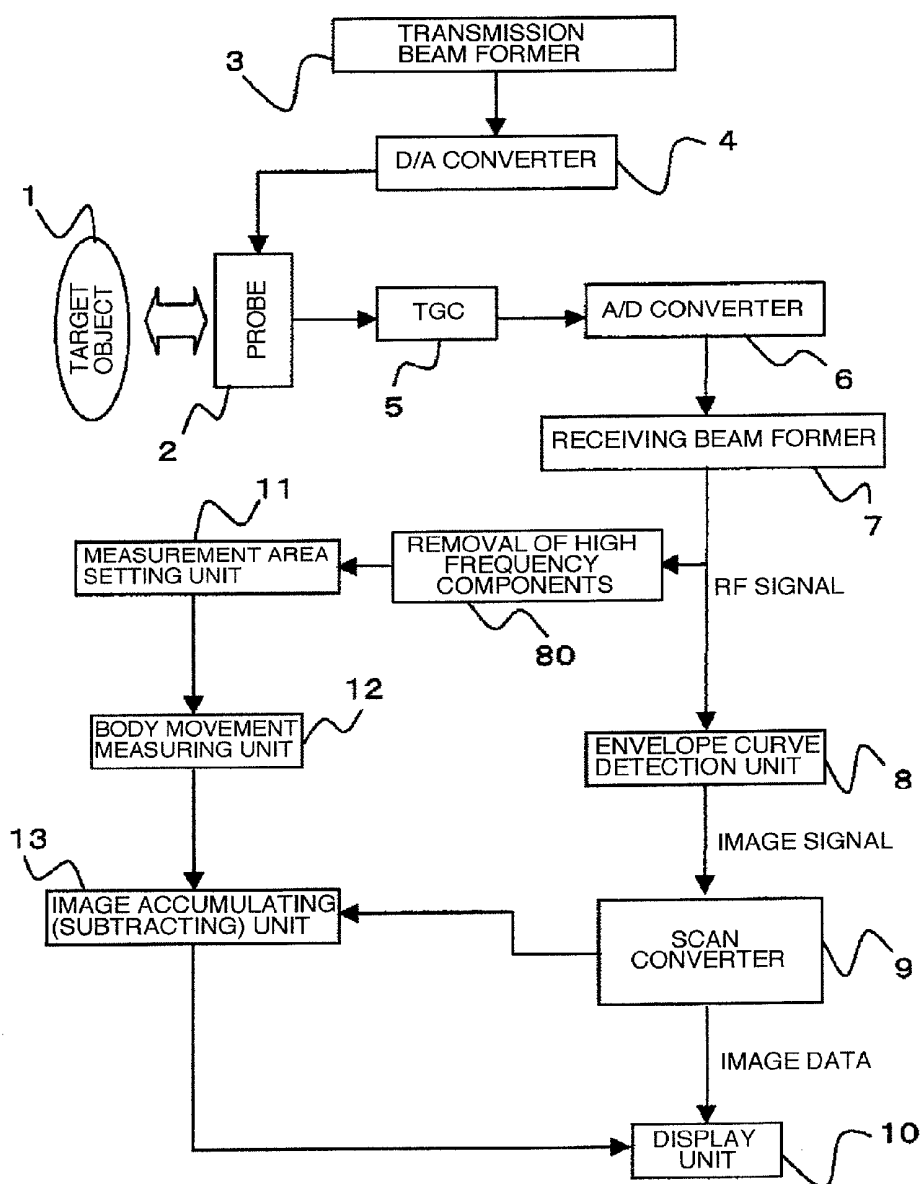 TRANSMISSION
BEAM FORMER
3
D/A CONVERTER
4
1
TARGET
OBJECT
PROBE
2
TGC
5
A/D CONVERTER
6
RECEIVING BEAM FORMER
7
11
MEASUREMENT AREA
SETTING UNIT
REMOVAL OF HIGH
FREQUENCY
COMPONENTS
80
RF SIGNAL
12
BODY MOVEMENT
MEASURING UNIT
ENVELOPE CURVE
DETECTION UNIT
8
IMAGE SIGNAL
13
IMAGE ACCUMULATING
(SUBTRACTING) UNIT
SCAN
CONVERTER
9
IMAGE DATA
DISPLAY
UNIT
10